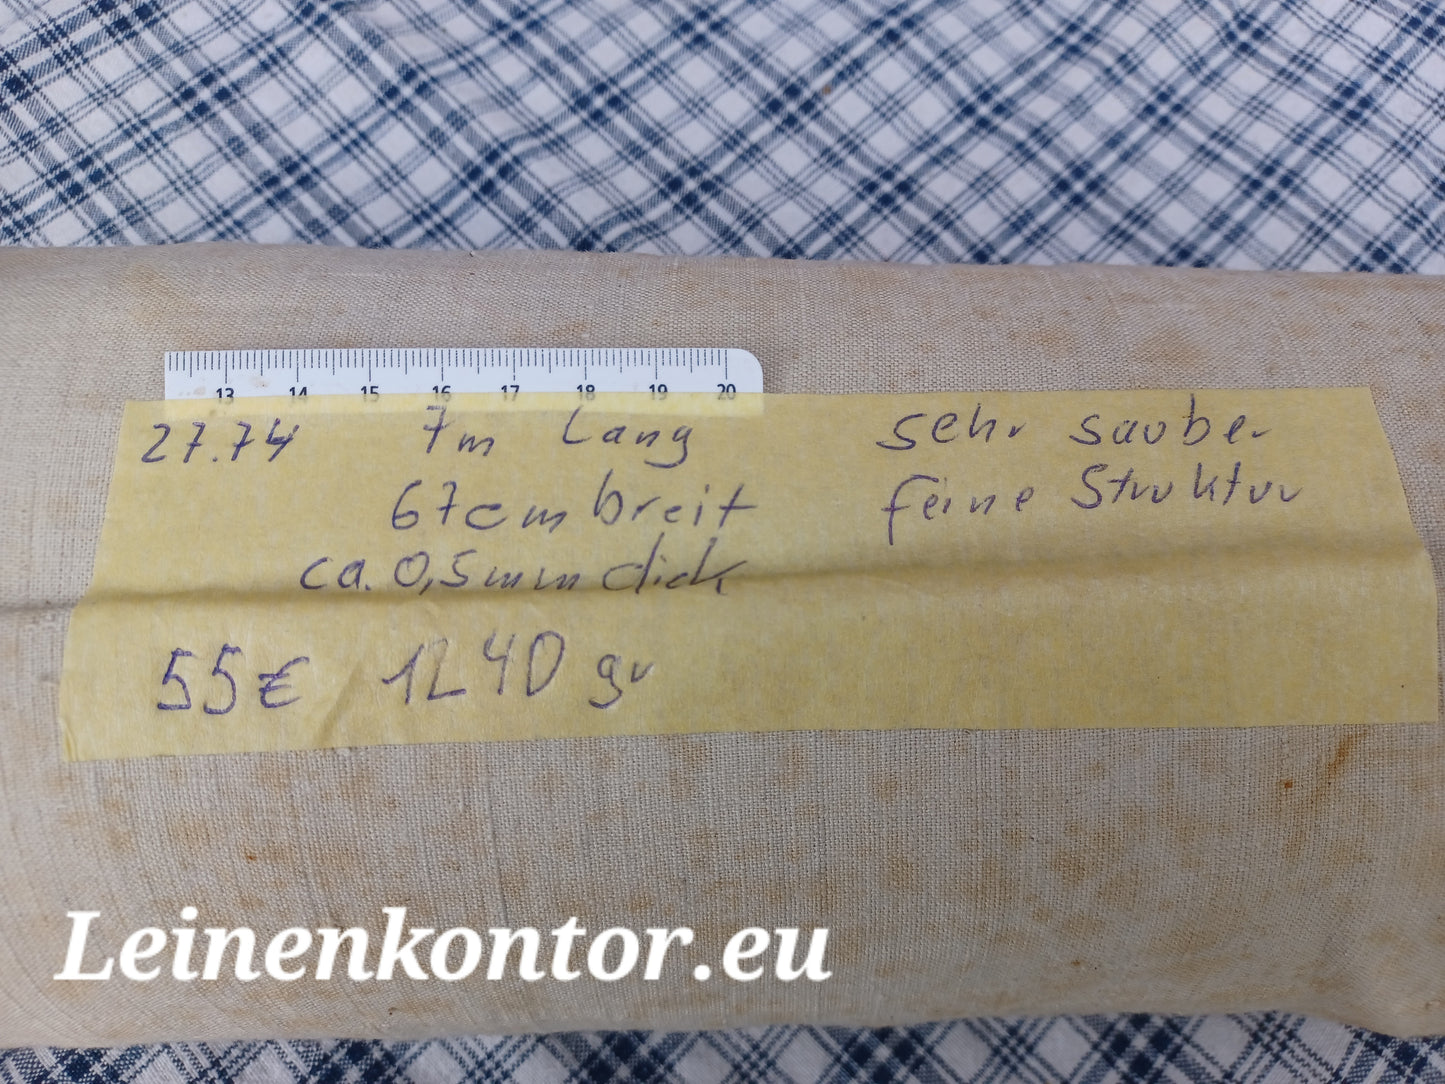 13 14 15 16 17 18 19 20
27.74 7m Lang sehr sauber
67cm breit feine Struktur
ca. 0,5mm dick
55€ 1240 gr
Leinenkontor.eu